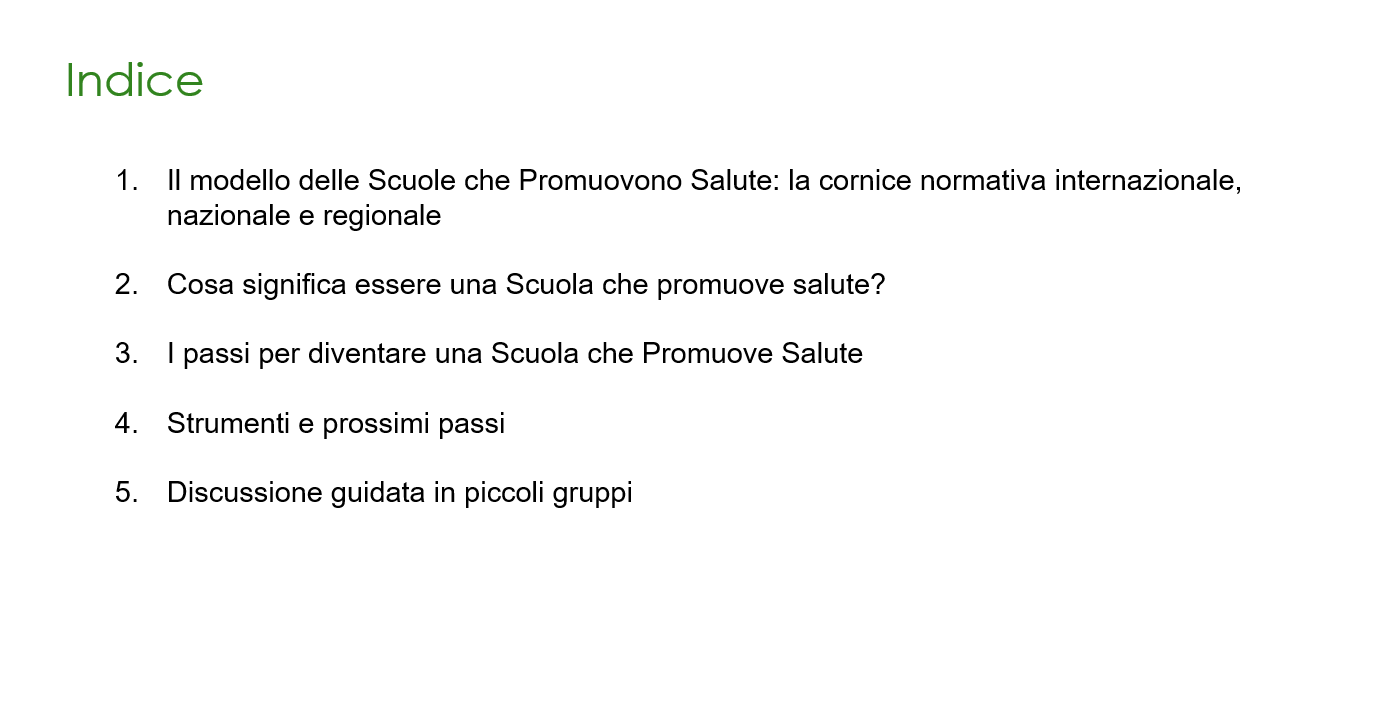 Indice
1. Il modello delle Scuole che Promuovono Salute: la cornice normativa internazionale,
nazionale e regionale
2. Cosa significa essere una Scuola che promuove salute?
3. I passi per diventare una Scuola che Promuove Salute
4. Strumenti e prossimi passi
5. Discussione guidata in piccoli gruppi